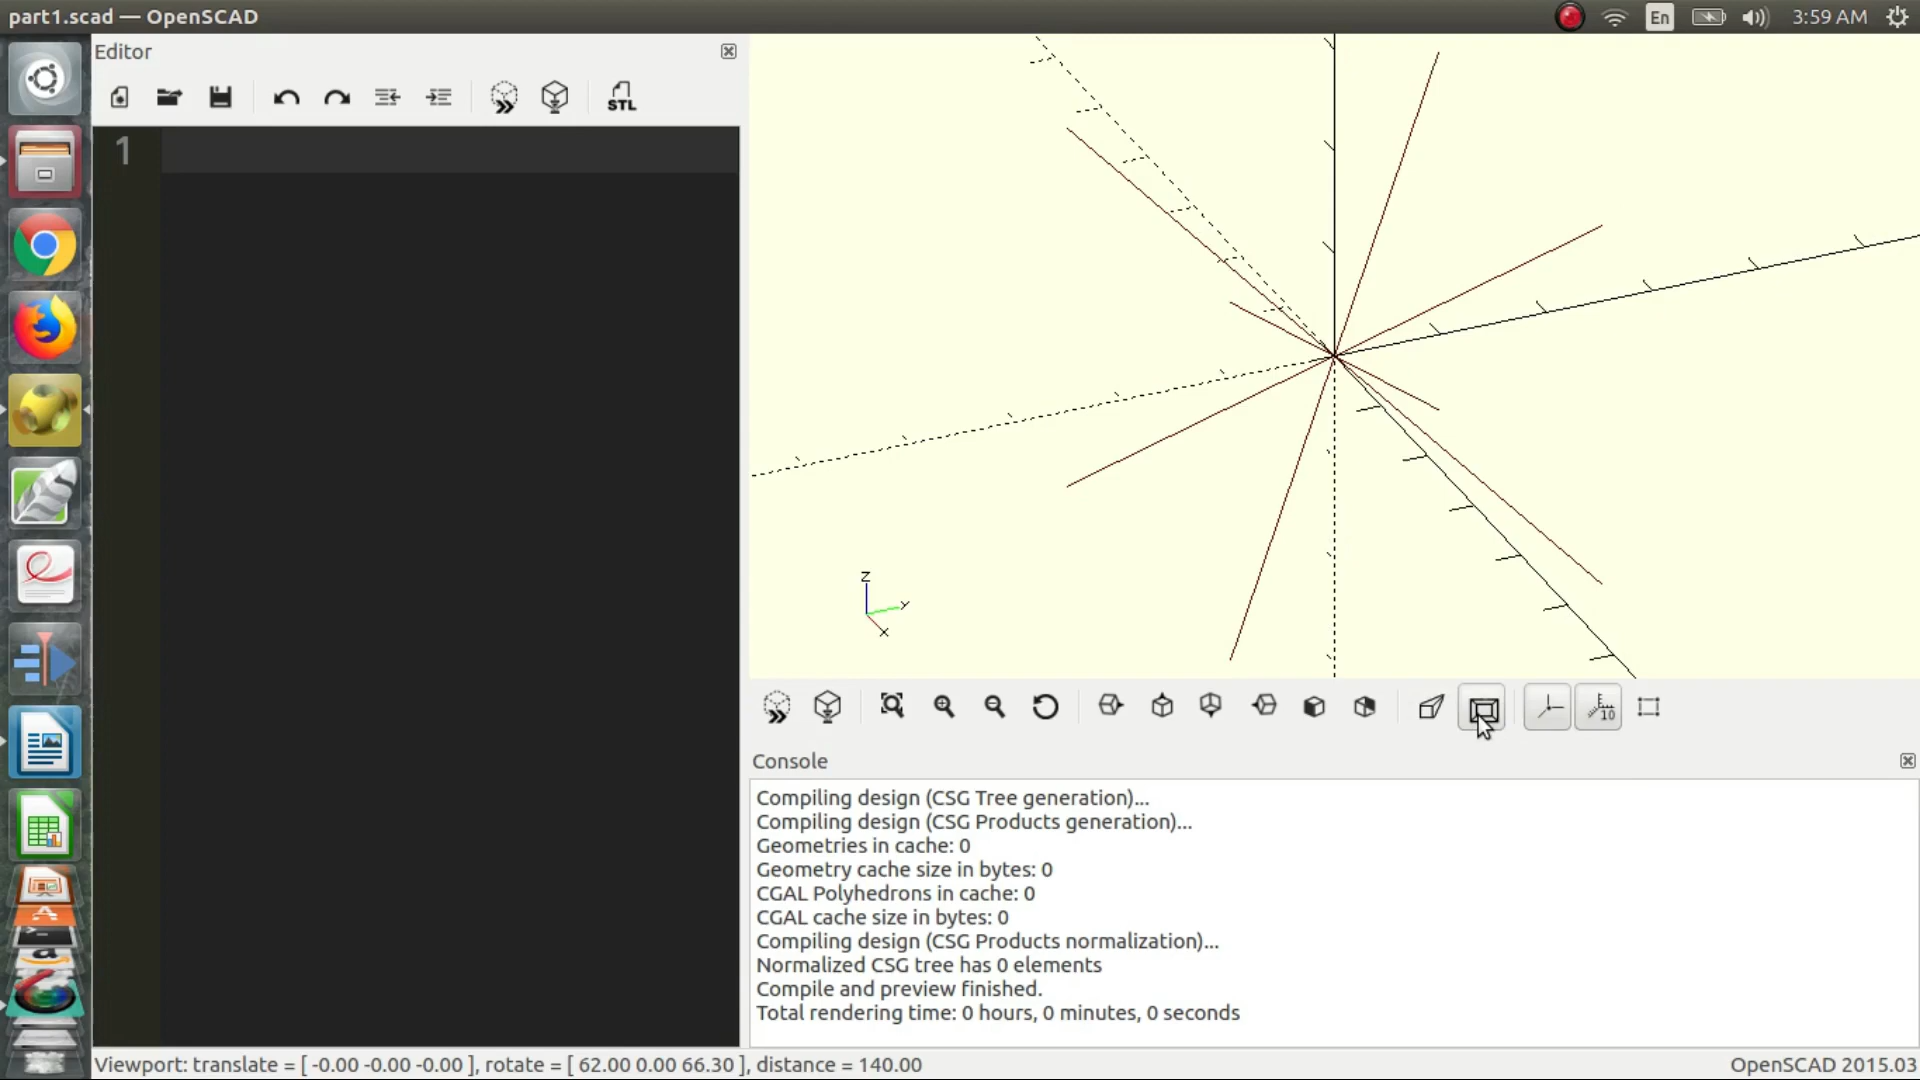 part1.scad — OpenSCAD
En
3:59 AM
Editor
STL
1
Z
Y
X
10
Console
Compiling design (CSG Tree generation)...
Compiling design (CSG Products generation)...
Geometries in cache: 0
Geometry cache size in bytes: 0
CGAL Polyhedrons in cache: 0
CGAL cache size in bytes: 0
Compiling design (CSG Products normalization)...
Normalized CSG tree has 0 elements
Compile and preview finished.
Total rendering time: 0 hours, 0 minutes, 0 seconds
Viewport: translate = [ -0.00 -0.00 -0.00 ], rotate = [ 62.00 0.00 66.30 ], distance = 140.00
OpenSCAD 2015.03